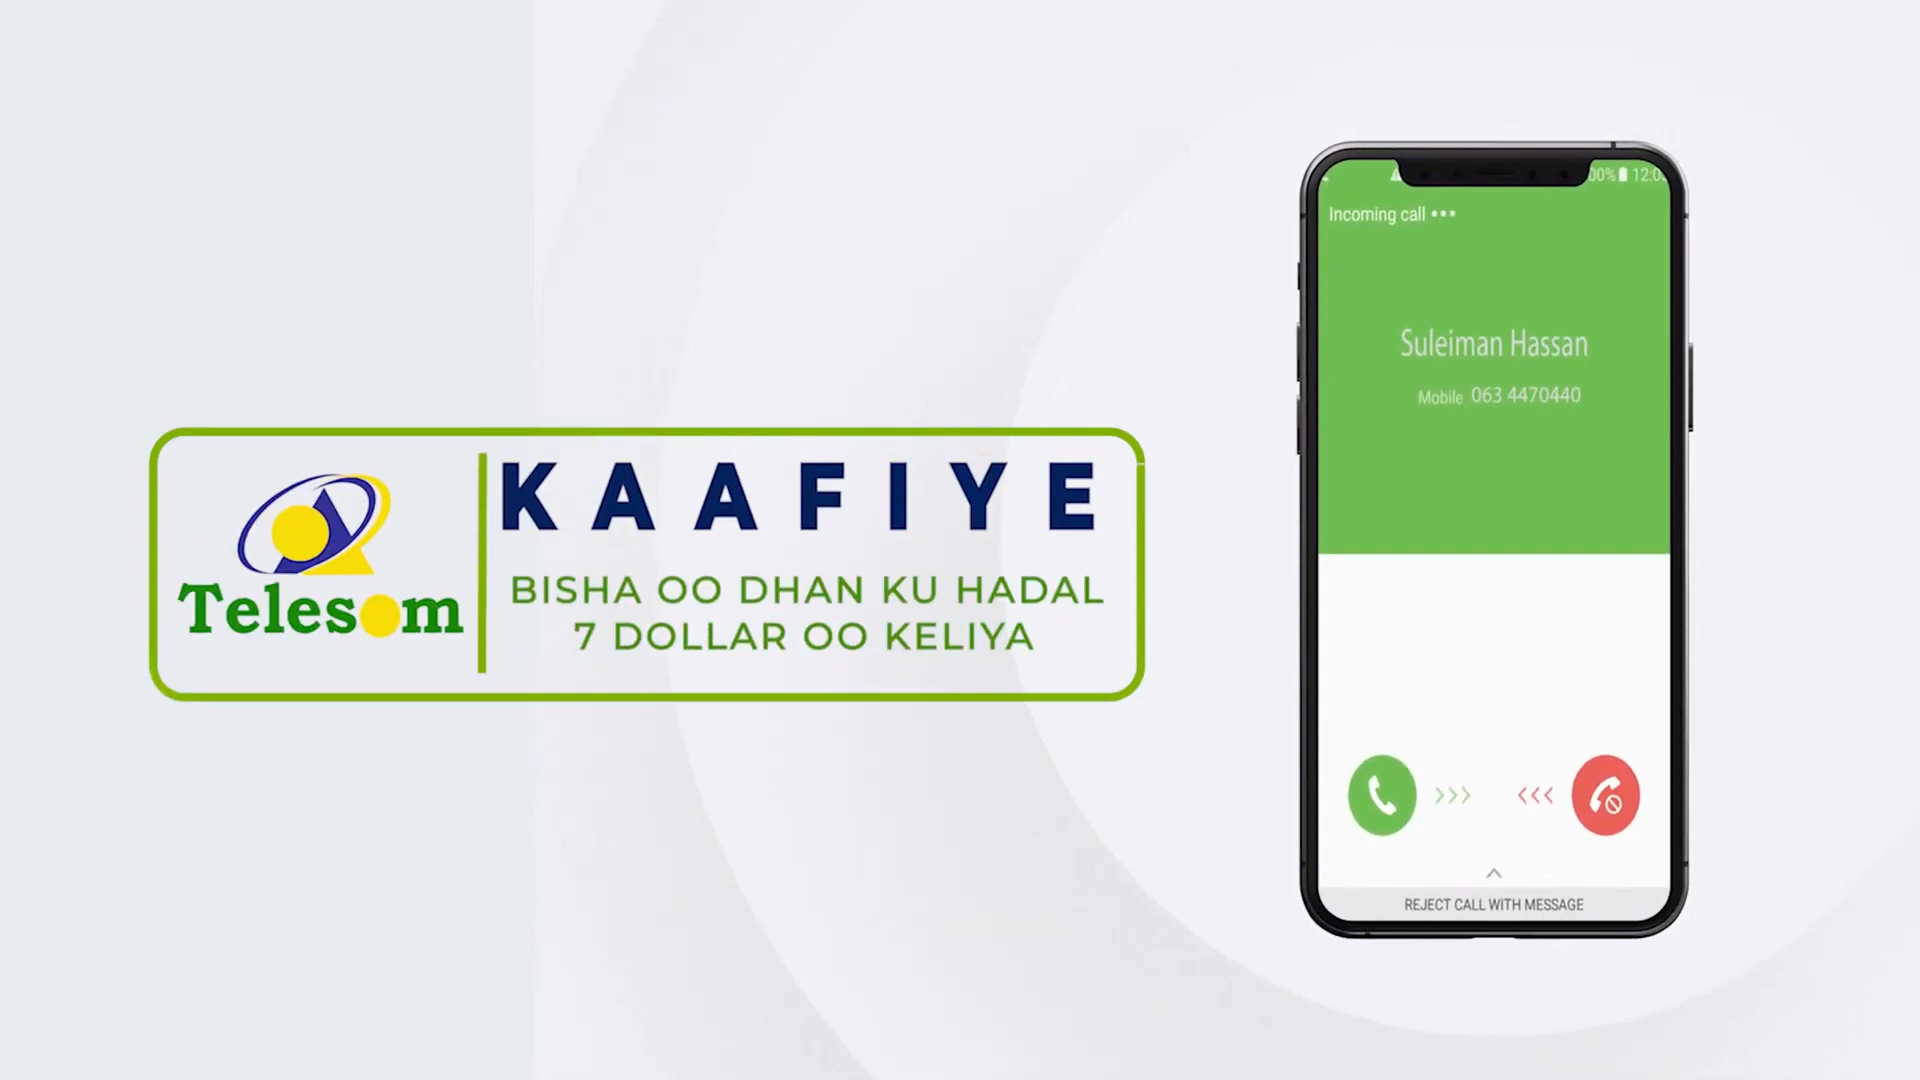 Telesom
KAAFIYE
BISHA OO DHAN KU HADAL
7 DOLLAR OO KELIYA
Incoming call •••
Suleiman Hassan
Mobile 063 4470440
REJECT CALL WITH MESSAGE